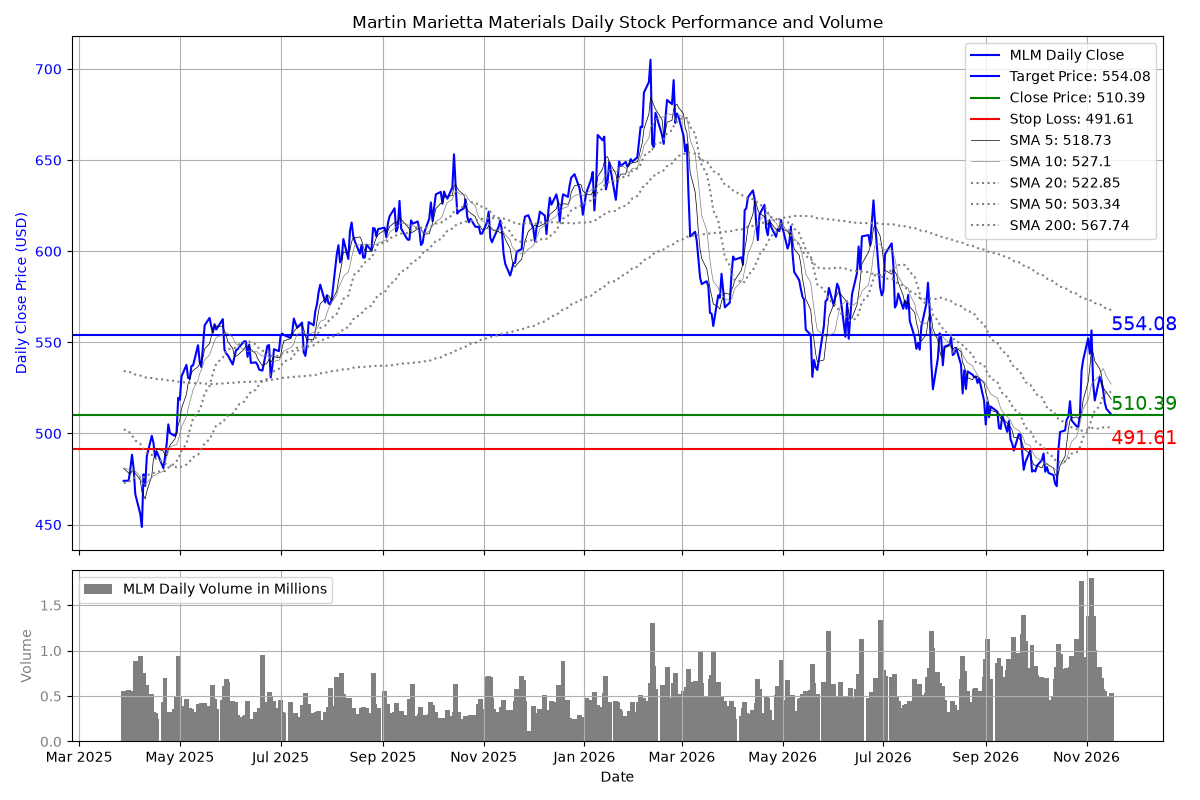 Martin Marietta Materials Daily Stock Performance and Volume
Daily Close Price (USD)
700
650
600
550
500
450
MLM Daily Close
Target Price: 554.08
Close Price: 510.39
Stop Loss: 491.61
SMA 5: 518.73
SMA 10: 527.1
SMA 20: 522.85
SMA 50: 503.34
SMA 200: 567.74
554.08
510.39
491.61
MLM Daily Volume in Millions
Volume
1.5
1.0
0.5
0.0
Mar 2025
May 2025
Jul 2025
Sep 2025
Nov 2025
Jan 2026
Mar 2026
May 2026
Jul 2026
Sep 2026
Nov 2026
Date